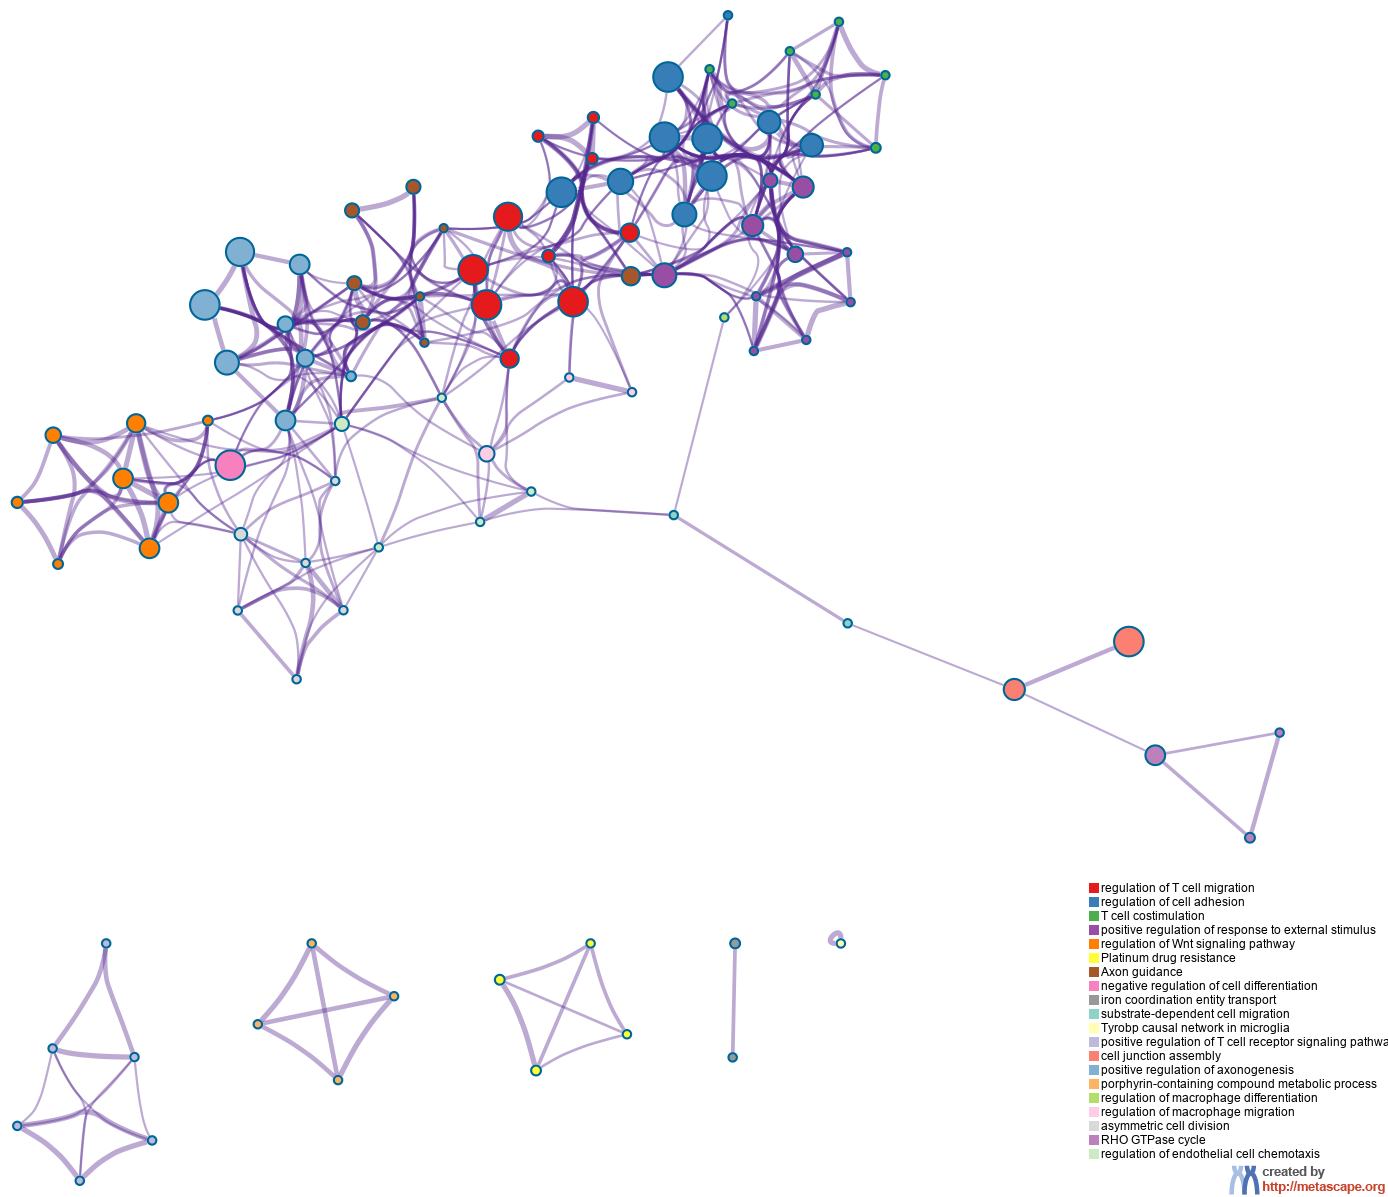 regulation of T cell migration
regulation of cell adhesion
T cell costimulation
positive regulation of response to external stimulus
regulation of Wnt signaling pathway
Platinum drug resistance
Axon guidance
negative regulation of cell differentiation
iron coordination entity transport
substrate-dependent cell migration
Tyrobp causal network in microglia
positive regulation of T cell receptor signaling pathwa
cell junction assembly
positive regulation of axonogenesis
porphyrin-containing compound metabolic process
regulation of macrophage differentiation
regulation of macrophage migration
asymmetric cell division
RHO GTPase cycle
regulation of endothelial cell chemotaxis
created by
http://metascape.org